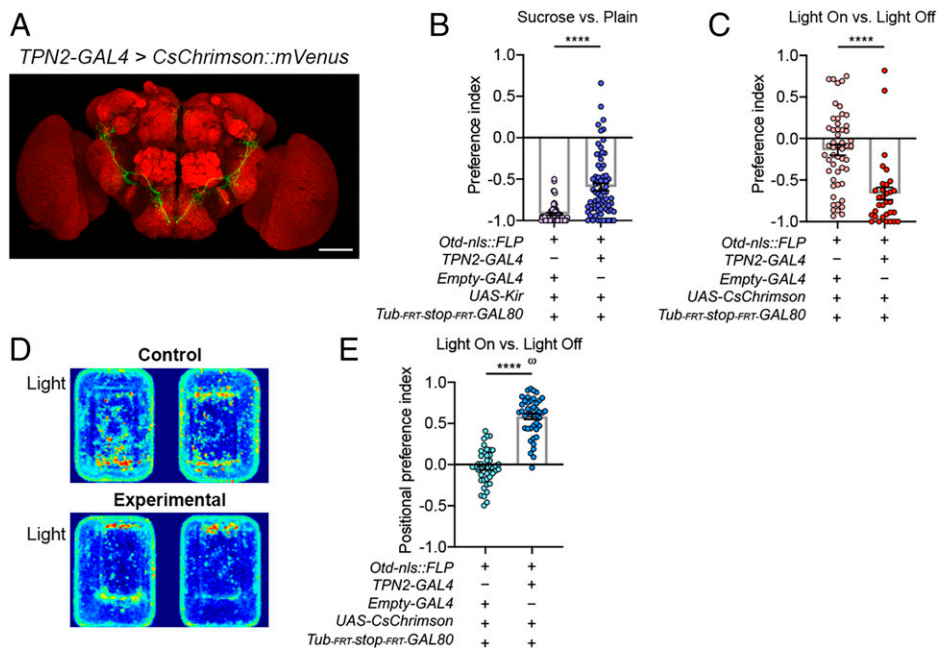 A
TPN2-GAL4 > CsChrimson::mVenus
B
Sucrose vs. Plain
****
Preference index
1.0
0.5
0.0
-0.5
-1.0
Otd-nls::FLP + +
TPN2-GAL4 − +
Empty-GAL4 + −
UAS-Kir + +
Tub-FRT-stop-FRT-GAL80 + +
C
Light On vs. Light Off
****
Preference index
1.0
0.5
0.0
-0.5
-1.0
Otd-nls::FLP + +
TPN2-GAL4 − +
Empty-GAL4 + −
UAS-CsChrimson + +
Tub-FRT-stop-FRT-GAL80 + +
D
Control
Light
Experimental
Light
E
Light On vs. Light Off
**** ω
Positional preference index
1.0
0.5
0.0
-0.5
-1.0
Otd-nls::FLP + +
TPN2-GAL4 − +
Empty-GAL4 + −
UAS-CsChrimson + +
Tub-FRT-stop-FRT-GAL80 + +